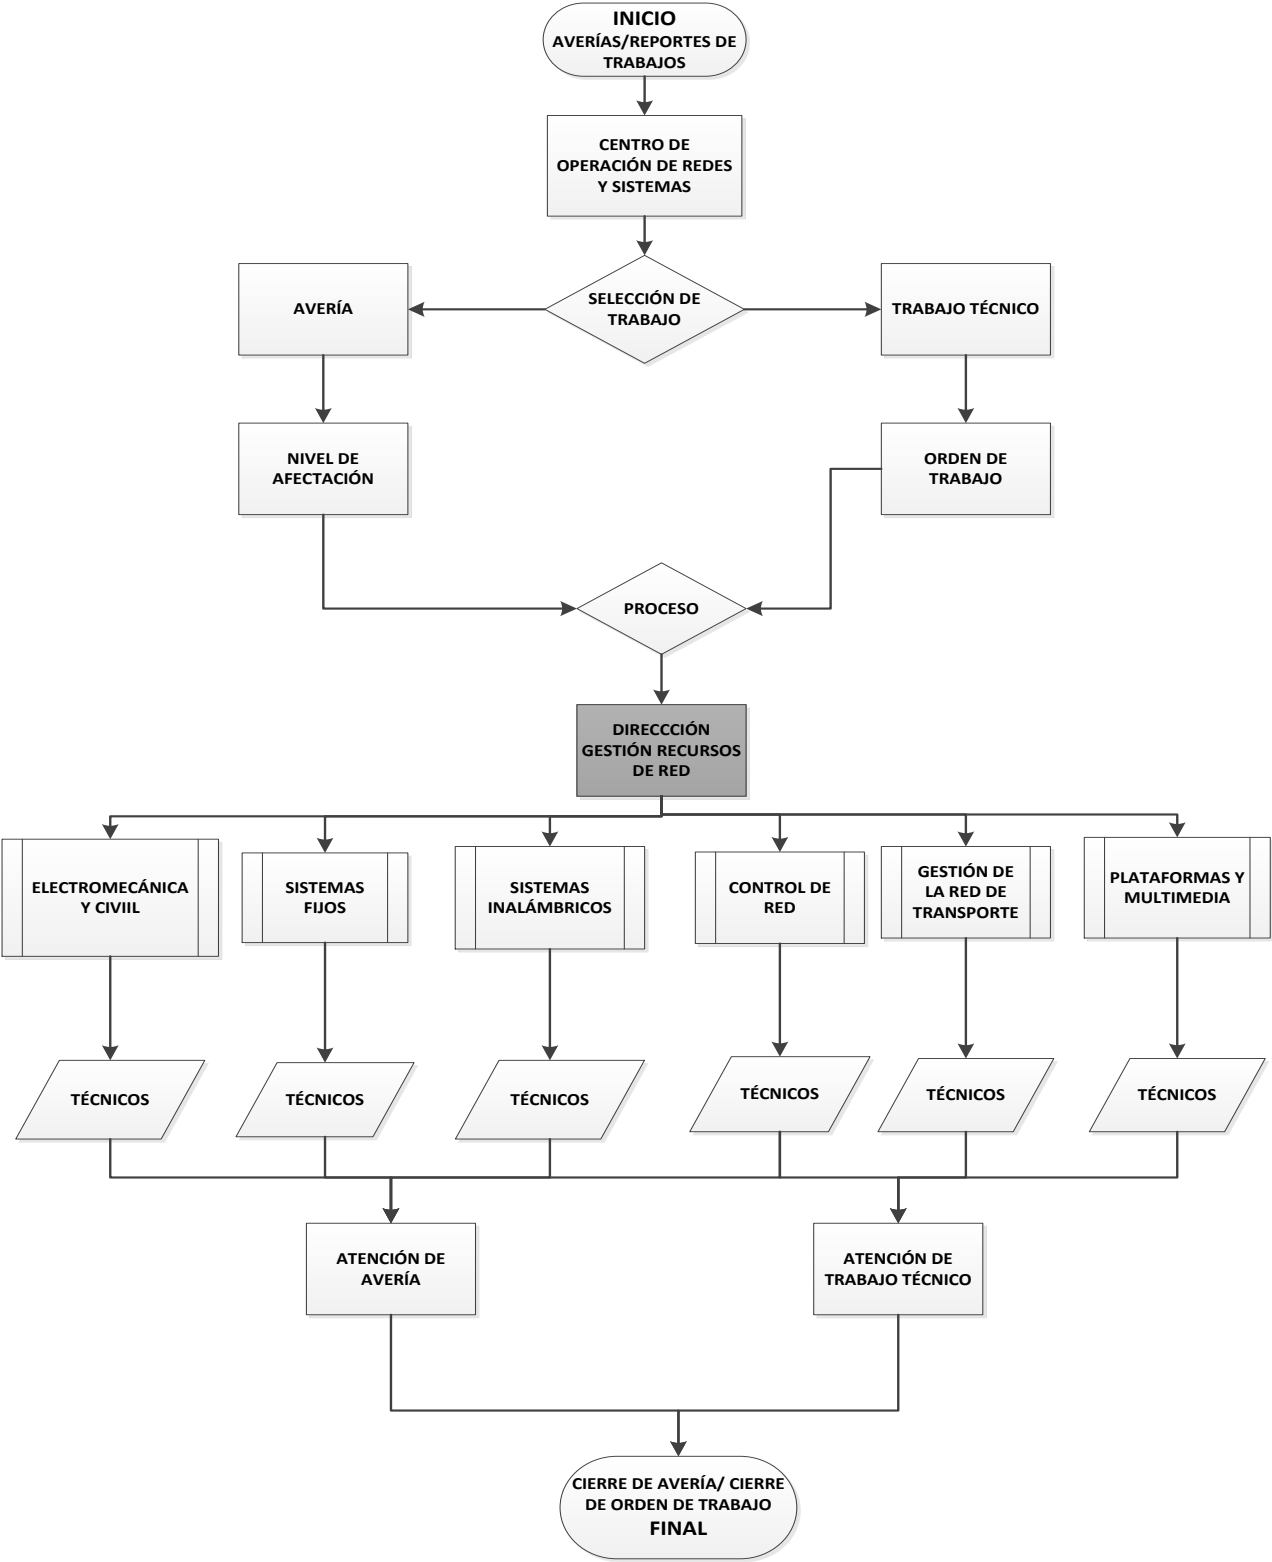 INICIO
AVERÍAS/REPORTES DE
TRABAJOS
CENTRO DE
OPERACIÓN DE REDES
Y SISTEMAS
SELECCIÓN DE
TRABAJO
AVERÍA
TRABAJO TÉCNICO
NIVEL DE
AFECTACIÓN
ORDEN DE
TRABAJO
PROCESO
DIRECCCIÓN
GESTIÓN RECURSOS
DE RED
ELECTROMECÁNICA
Y CIVIIL
SISTEMAS
FIJOS
SISTEMAS
INALÁMBRICOS
CONTROL DE
RED
GESTIÓN DE
LA RED DE
TRANSPORTE
PLATAFORMAS Y
MULTIMEDIA
TÉCNICOS
TÉCNICOS
TÉCNICOS
TÉCNICOS
TÉCNICOS
TÉCNICOS
ATENCIÓN DE
AVERÍA
ATENCIÓN DE
TRABAJO TÉCNICO
CIERRE DE AVERÍA/ CIERRE
DE ORDEN DE TRABAJO
FINAL